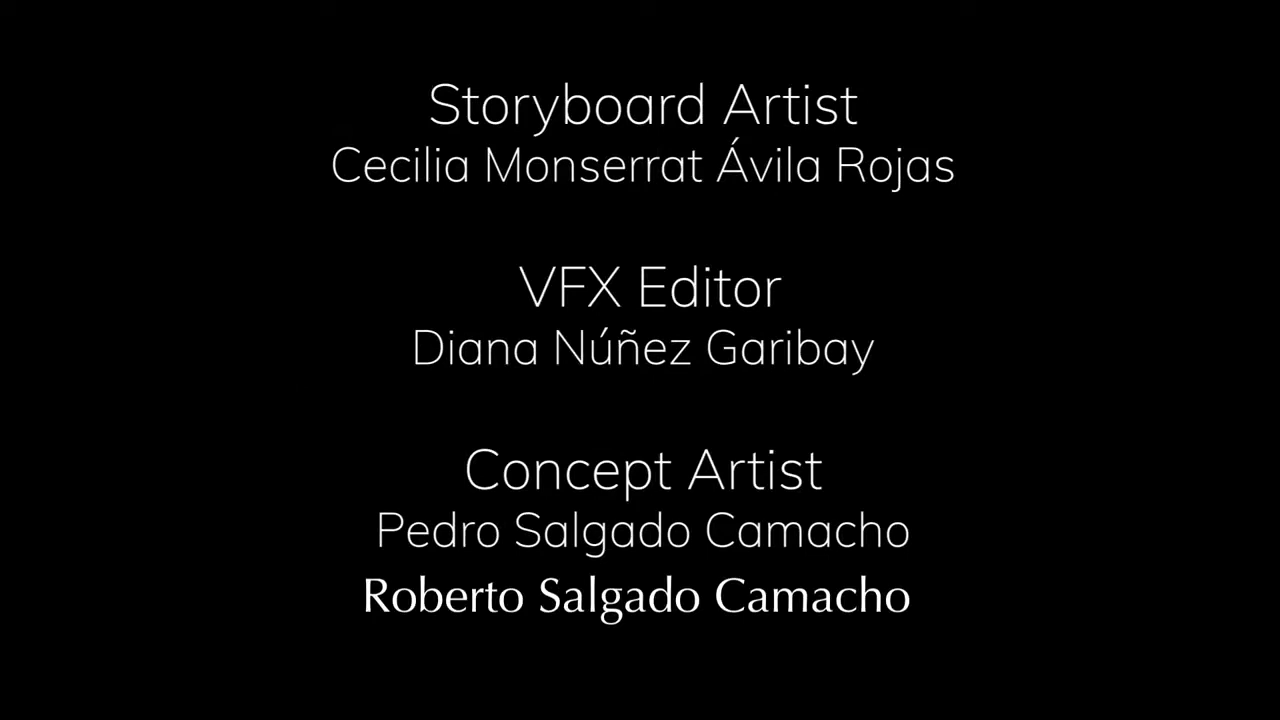 Storyboard Artist
Cecilia Monserrat Ávila Rojas
VFX Editor
Diana Núñez Garibay
Concept Artist
Pedro Salgado Camacho
Roberto Salgado Camacho